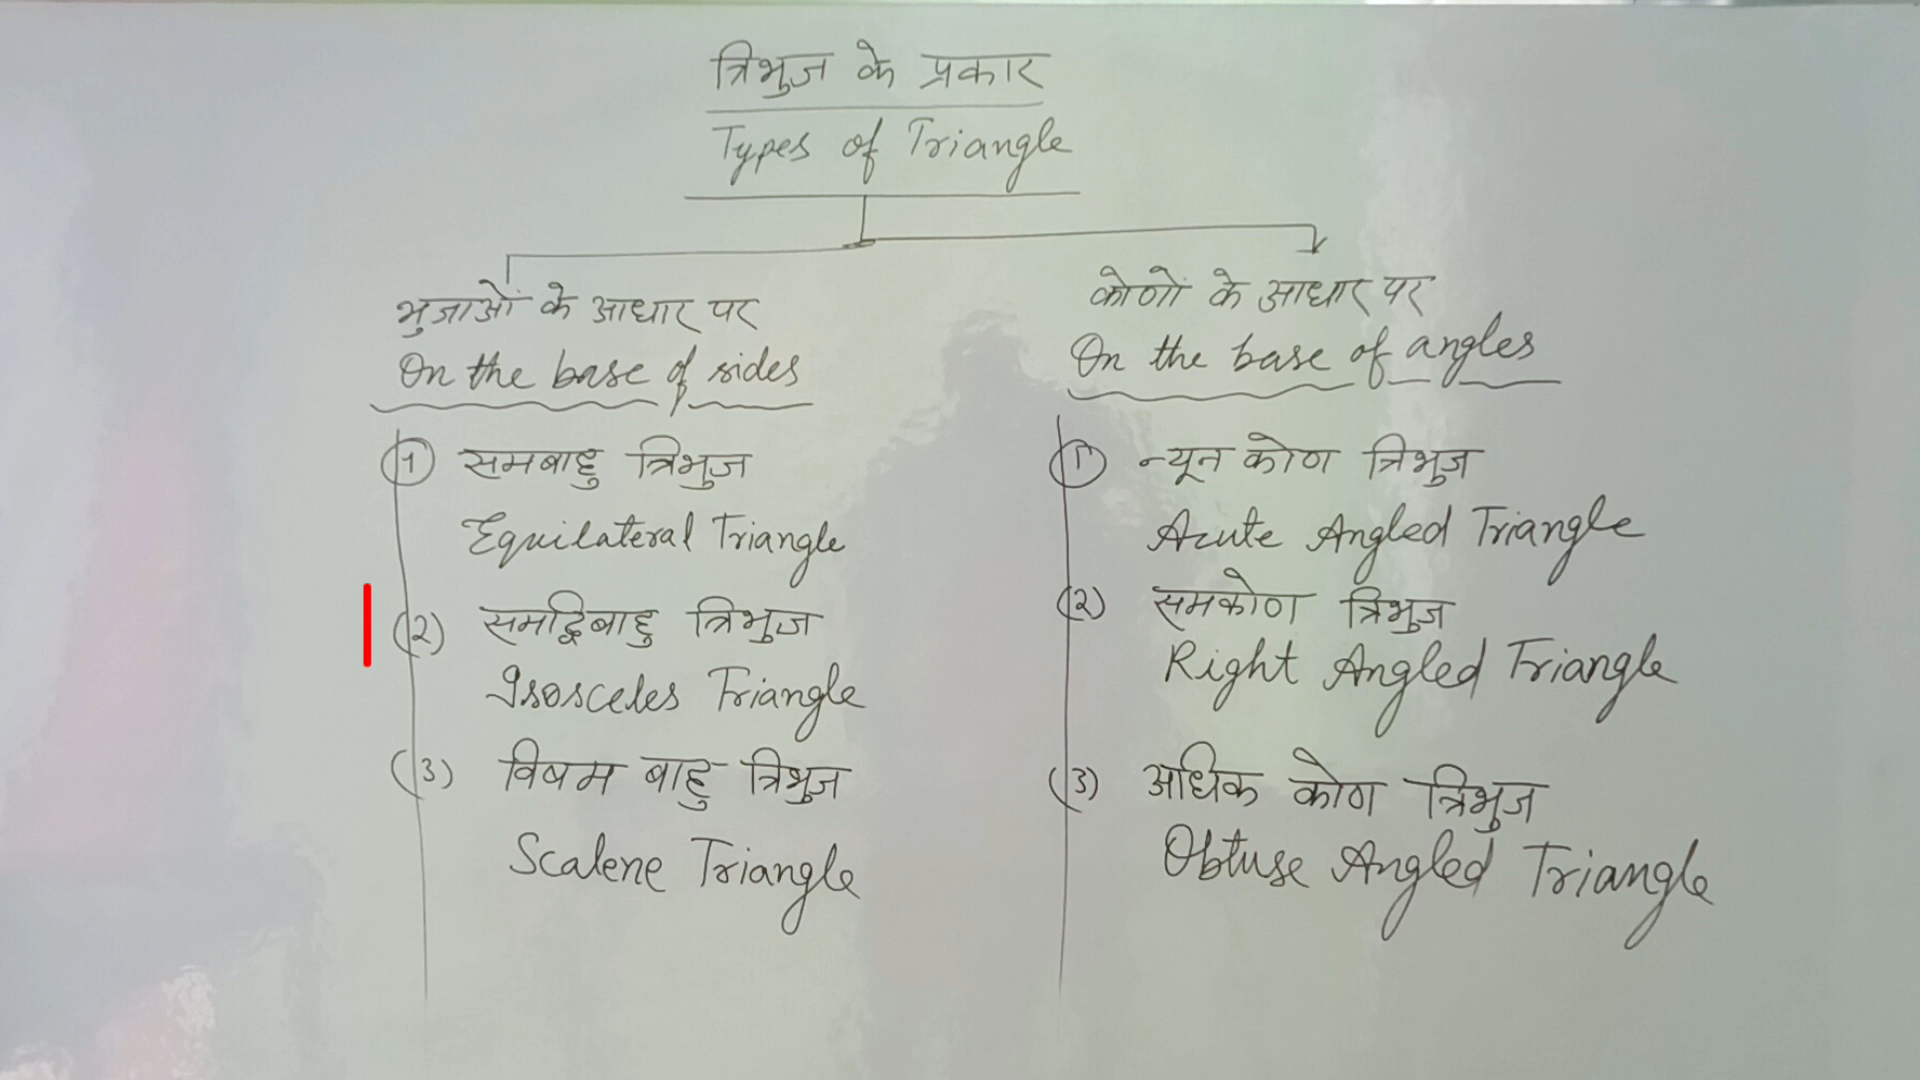 त्रिभुज के प्रकार
Types of Triangle
भुजाओं के आधार पर
On the base of sides
① समबाहु त्रिभुज
Equilateral Triangle
(2) समद्विबाहु त्रिभुज
Isosceles Triangle
(3) विषम बाहु त्रिभुज
Scalene Triangle
कोणों के आधार पर
On the base of angles
① न्यून कोण त्रिभुज
Acute Angled Triangle
(2) समकोण त्रिभुज
Right Angled Triangle
(3) अधिक कोण त्रिभुज
Obtuse Angled Triangle